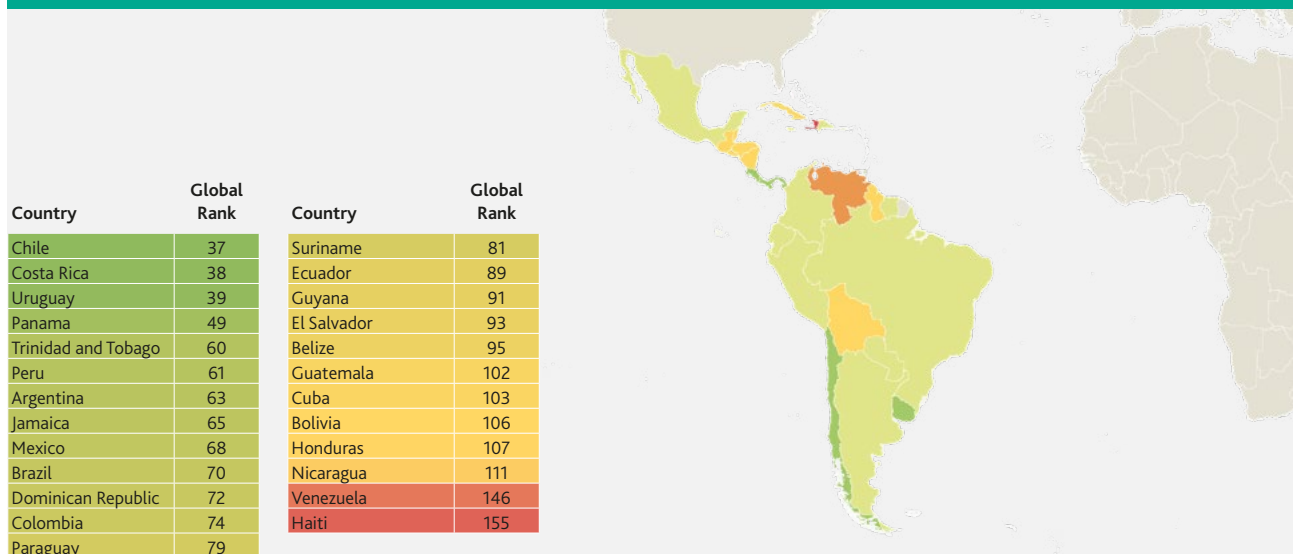 Country Global Rank
Chile 37
Costa Rica 38
Uruguay 39
Panama 49
Trinidad and Tobago 60
Peru 61
Argentina 63
Jamaica 65
Mexico 68
Brazil 70
Dominican Republic 72
Colombia 74
Paraguay 79
Country Global Rank
Suriname 81
Ecuador 89
Guyana 91
El Salvador 93
Belize 95
Guatemala 102
Cuba 103
Bolivia 106
Honduras 107
Nicaragua 111
Venezuela 146
Haiti 155